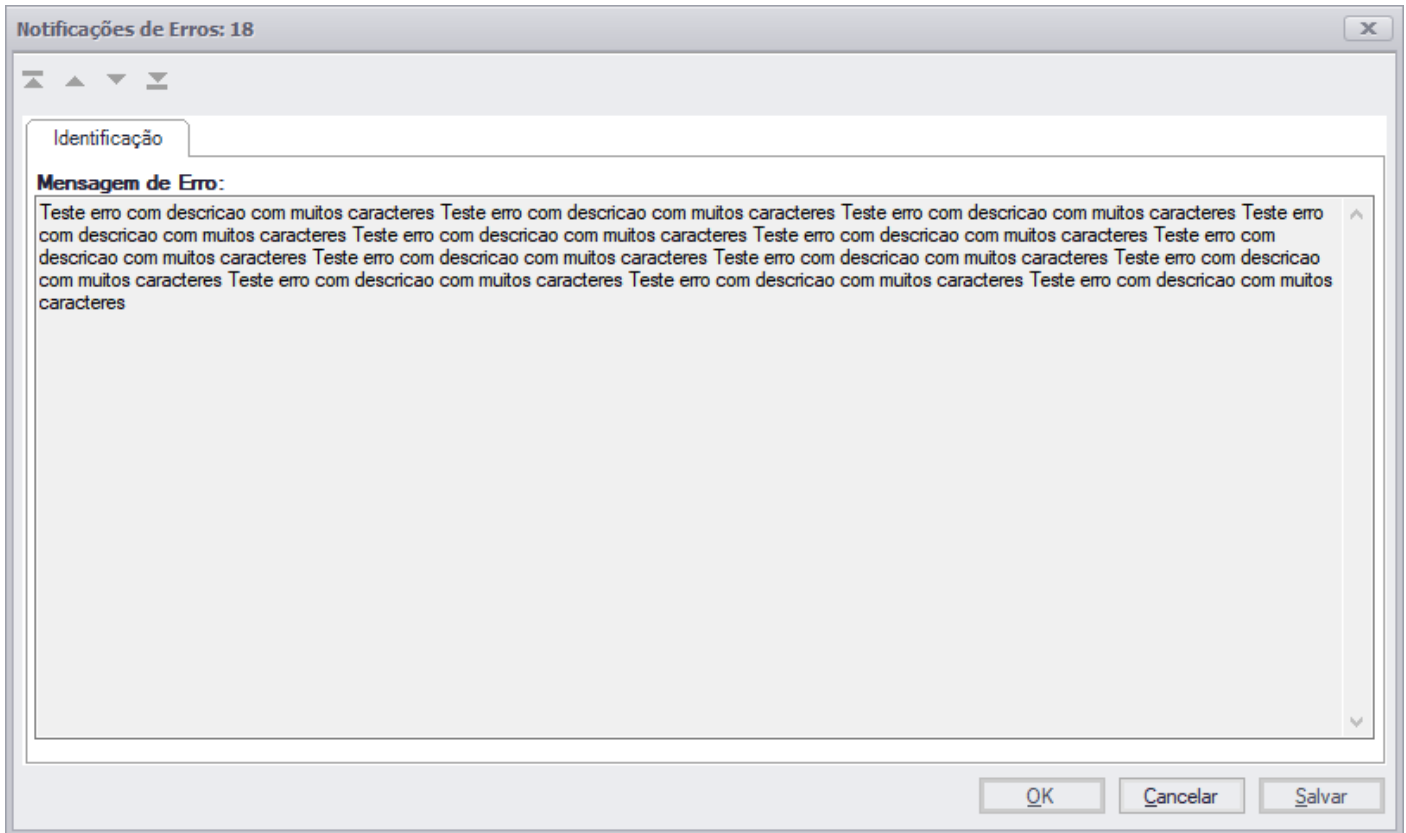 Notificações de Erros: 18
Identificação
Mensagem de Erro:
Teste erro com descricao com muitos caracteres Teste erro com descricao com muitos caracteres Teste erro com descricao com muitos caracteres Teste erro
com descricao com muitos caracteres Teste erro com descricao com muitos caracteres Teste erro com descricao com muitos caracteres Teste erro com
descricao com muitos caracteres Teste erro com descricao com muitos caracteres Teste erro com descricao com muitos caracteres Teste erro com descricao
com muitos caracteres Teste erro com descricao com muitos caracteres Teste erro com descricao com muitos caracteres Teste erro com descricao com muitos
caracteres
OK Cancelar Salvar